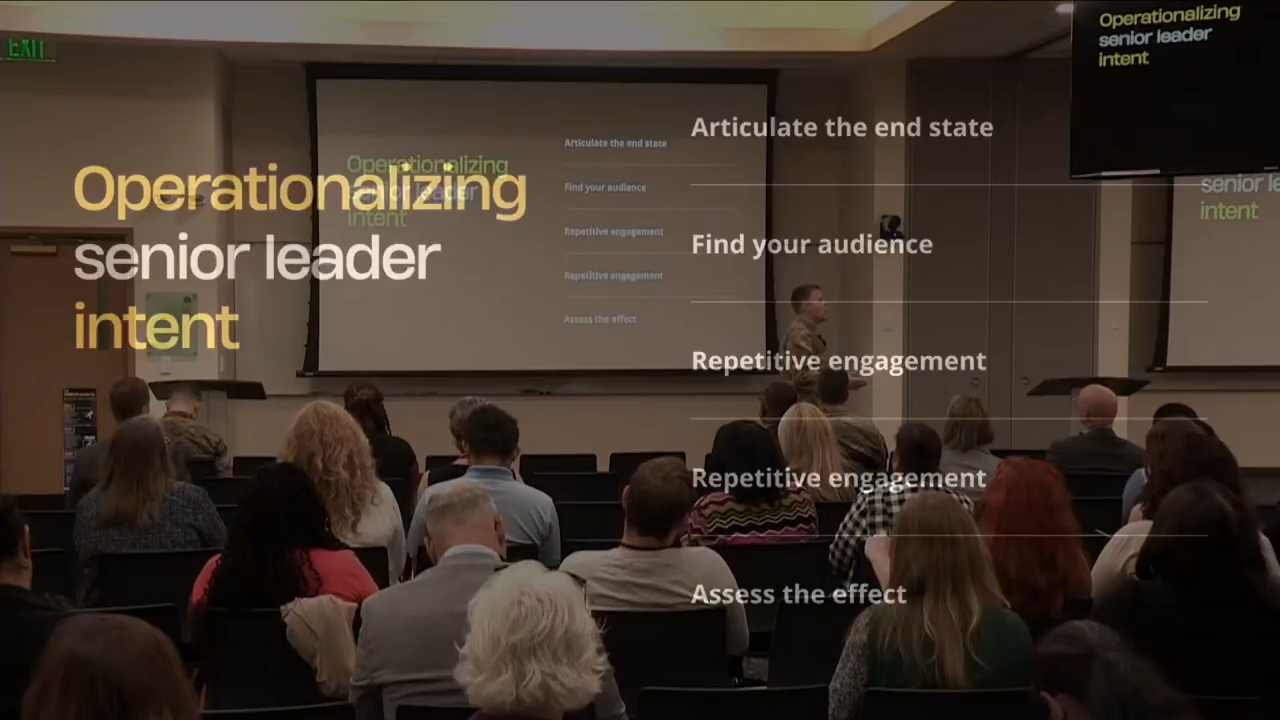 EXIT
Operationalizing
senior leader
intent
Articulate the end state
Find your audience
Repetitive engagement
Repetitive engagement
Assess the effect
Operationalizing
senior leader
intent
Articulate the end state
Find your audience
Repetitive engagement
Repetitive engagement
Assess the effect
Operationalizing
senior leader
intent
senior le
intent